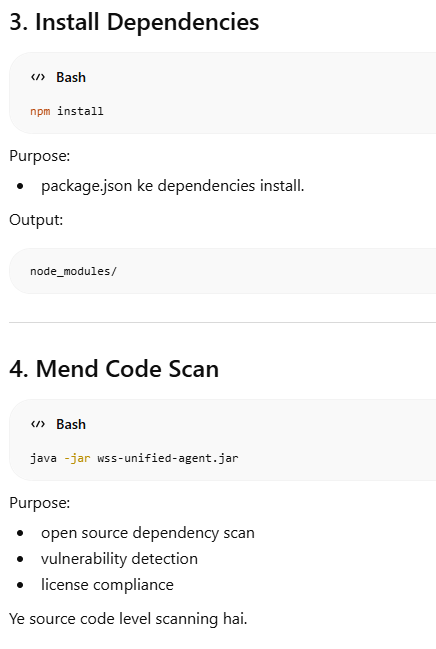 3. Install Dependencies
</> Bash
npm install
Purpose:
• package.json ke dependencies install.
Output:
node_modules/
4. Mend Code Scan
</> Bash
java -jar wss-unified-agent.jar
Purpose:
• open source dependency scan
• vulnerability detection
• license compliance
Ye source code level scanning hai.